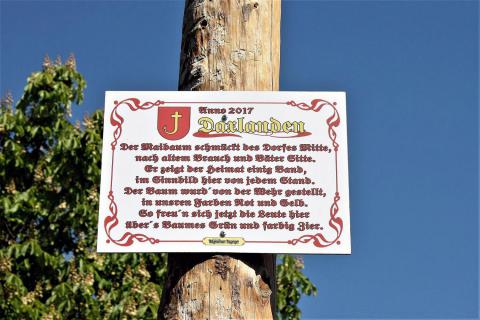 Anno 2017
Daxlanden
Der Maibaum schmückt des Dorfes Mitte,
nach altem Brauch und Väter Sitte.
Er zeigt der Heimat einig Band,
im Sinnbild hier von jedem Stand.
Der Baum wurd´von der Wehr gestellt,
in unsren Farben Rot und Gelb.
So freu´n sich jetzt die Leute hier
über´s Baumes Grün und farbig Zier.